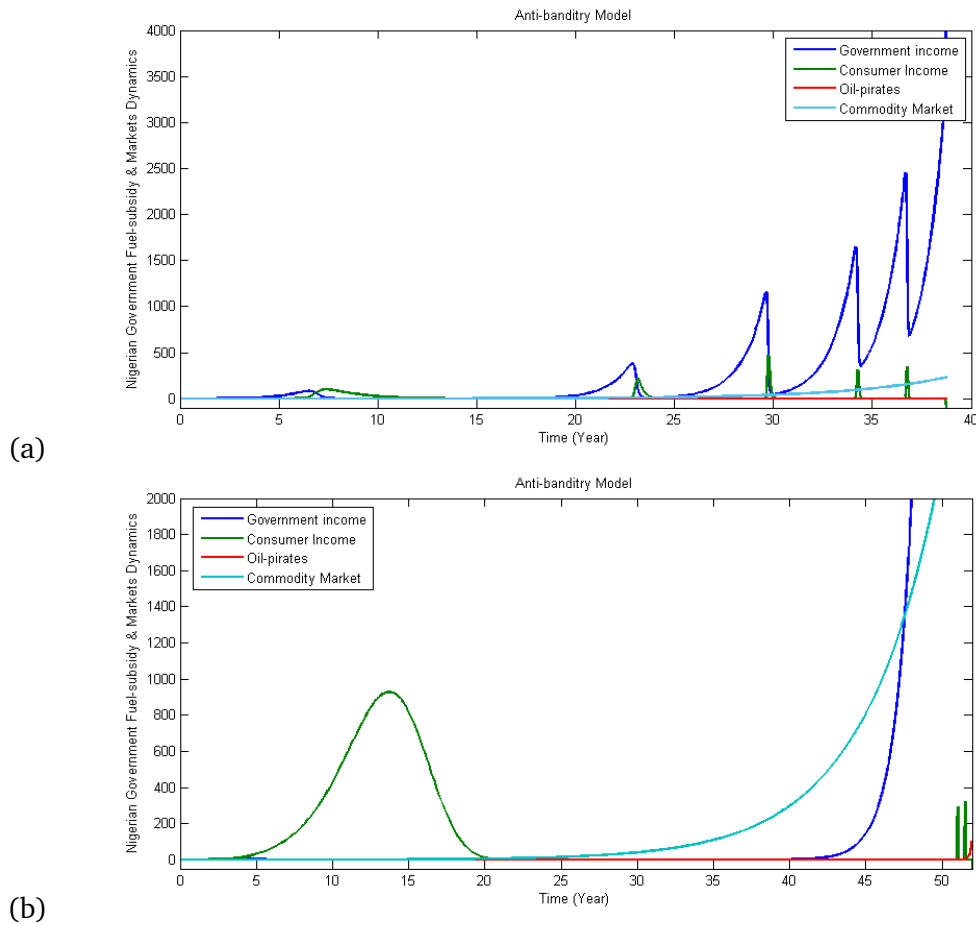 Anti-banditry Model
Nigerian Government Fuel-subsidy & Markets Dynamics
4000
3500
3000
2500
2000
1500
1000
500
0
Government income
Consumer Income
Oil-pirates
Commodity Market
0 5 10 15 20 25 30 35 40
Time (Year)
(a)
Anti-banditry Model
Nigerian Government Fuel-subsidy & Markets Dynamics
2000
1800
1600
1400
1200
1000
800
600
400
200
0
Government income
Consumer Income
Oil-pirates
Commodity Market
0 5 10 15 20 25 30 35 40 45 50
Time (Year)
(b)